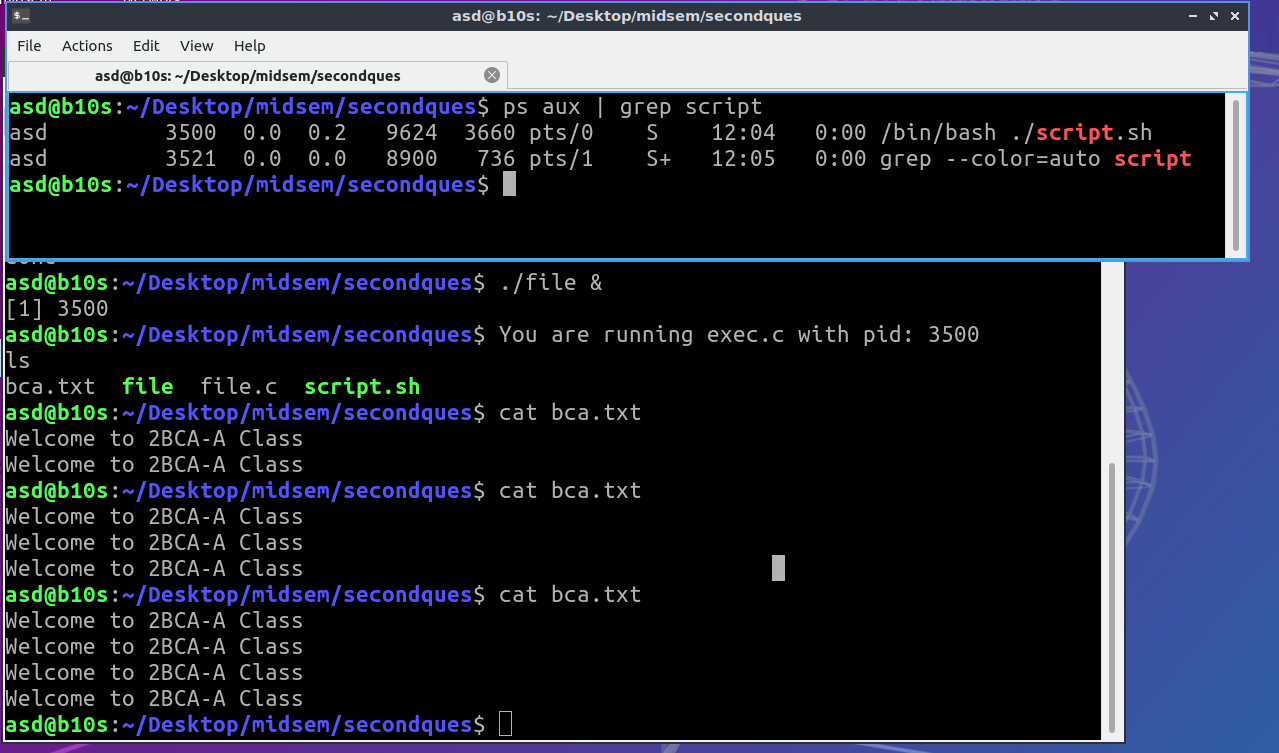 asd@b10s: ~/Desktop/midsem/secondques
File Actions Edit View Help
asd@b10s: ~/Desktop/midsem/secondques
asd@b10s:~/Desktop/midsem/secondques$ ps aux | grep script
asd 3500 0.0 0.2 9624 3660 pts/0 S 12:04 0:00 /bin/bash ./script.sh
asd 3521 0.0 0.0 8900 736 pts/1 S+ 12:05 0:00 grep --color=auto script
asd@b10s:~/Desktop/midsem/secondques$
asd@b10s:~/Desktop/midsem/secondques$ ./file &
[1] 3500
asd@b10s:~/Desktop/midsem/secondques$ You are running exec.c with pid: 3500
ls
bca.txt file file.c script.sh
asd@b10s:~/Desktop/midsem/secondques$ cat bca.txt
Welcome to 2BCA-A Class
Welcome to 2BCA-A Class
asd@b10s:~/Desktop/midsem/secondques$ cat bca.txt
Welcome to 2BCA-A Class
Welcome to 2BCA-A Class
Welcome to 2BCA-A Class
asd@b10s:~/Desktop/midsem/secondques$ cat bca.txt
Welcome to 2BCA-A Class
Welcome to 2BCA-A Class
Welcome to 2BCA-A Class
Welcome to 2BCA-A Class
asd@b10s:~/Desktop/midsem/secondques$